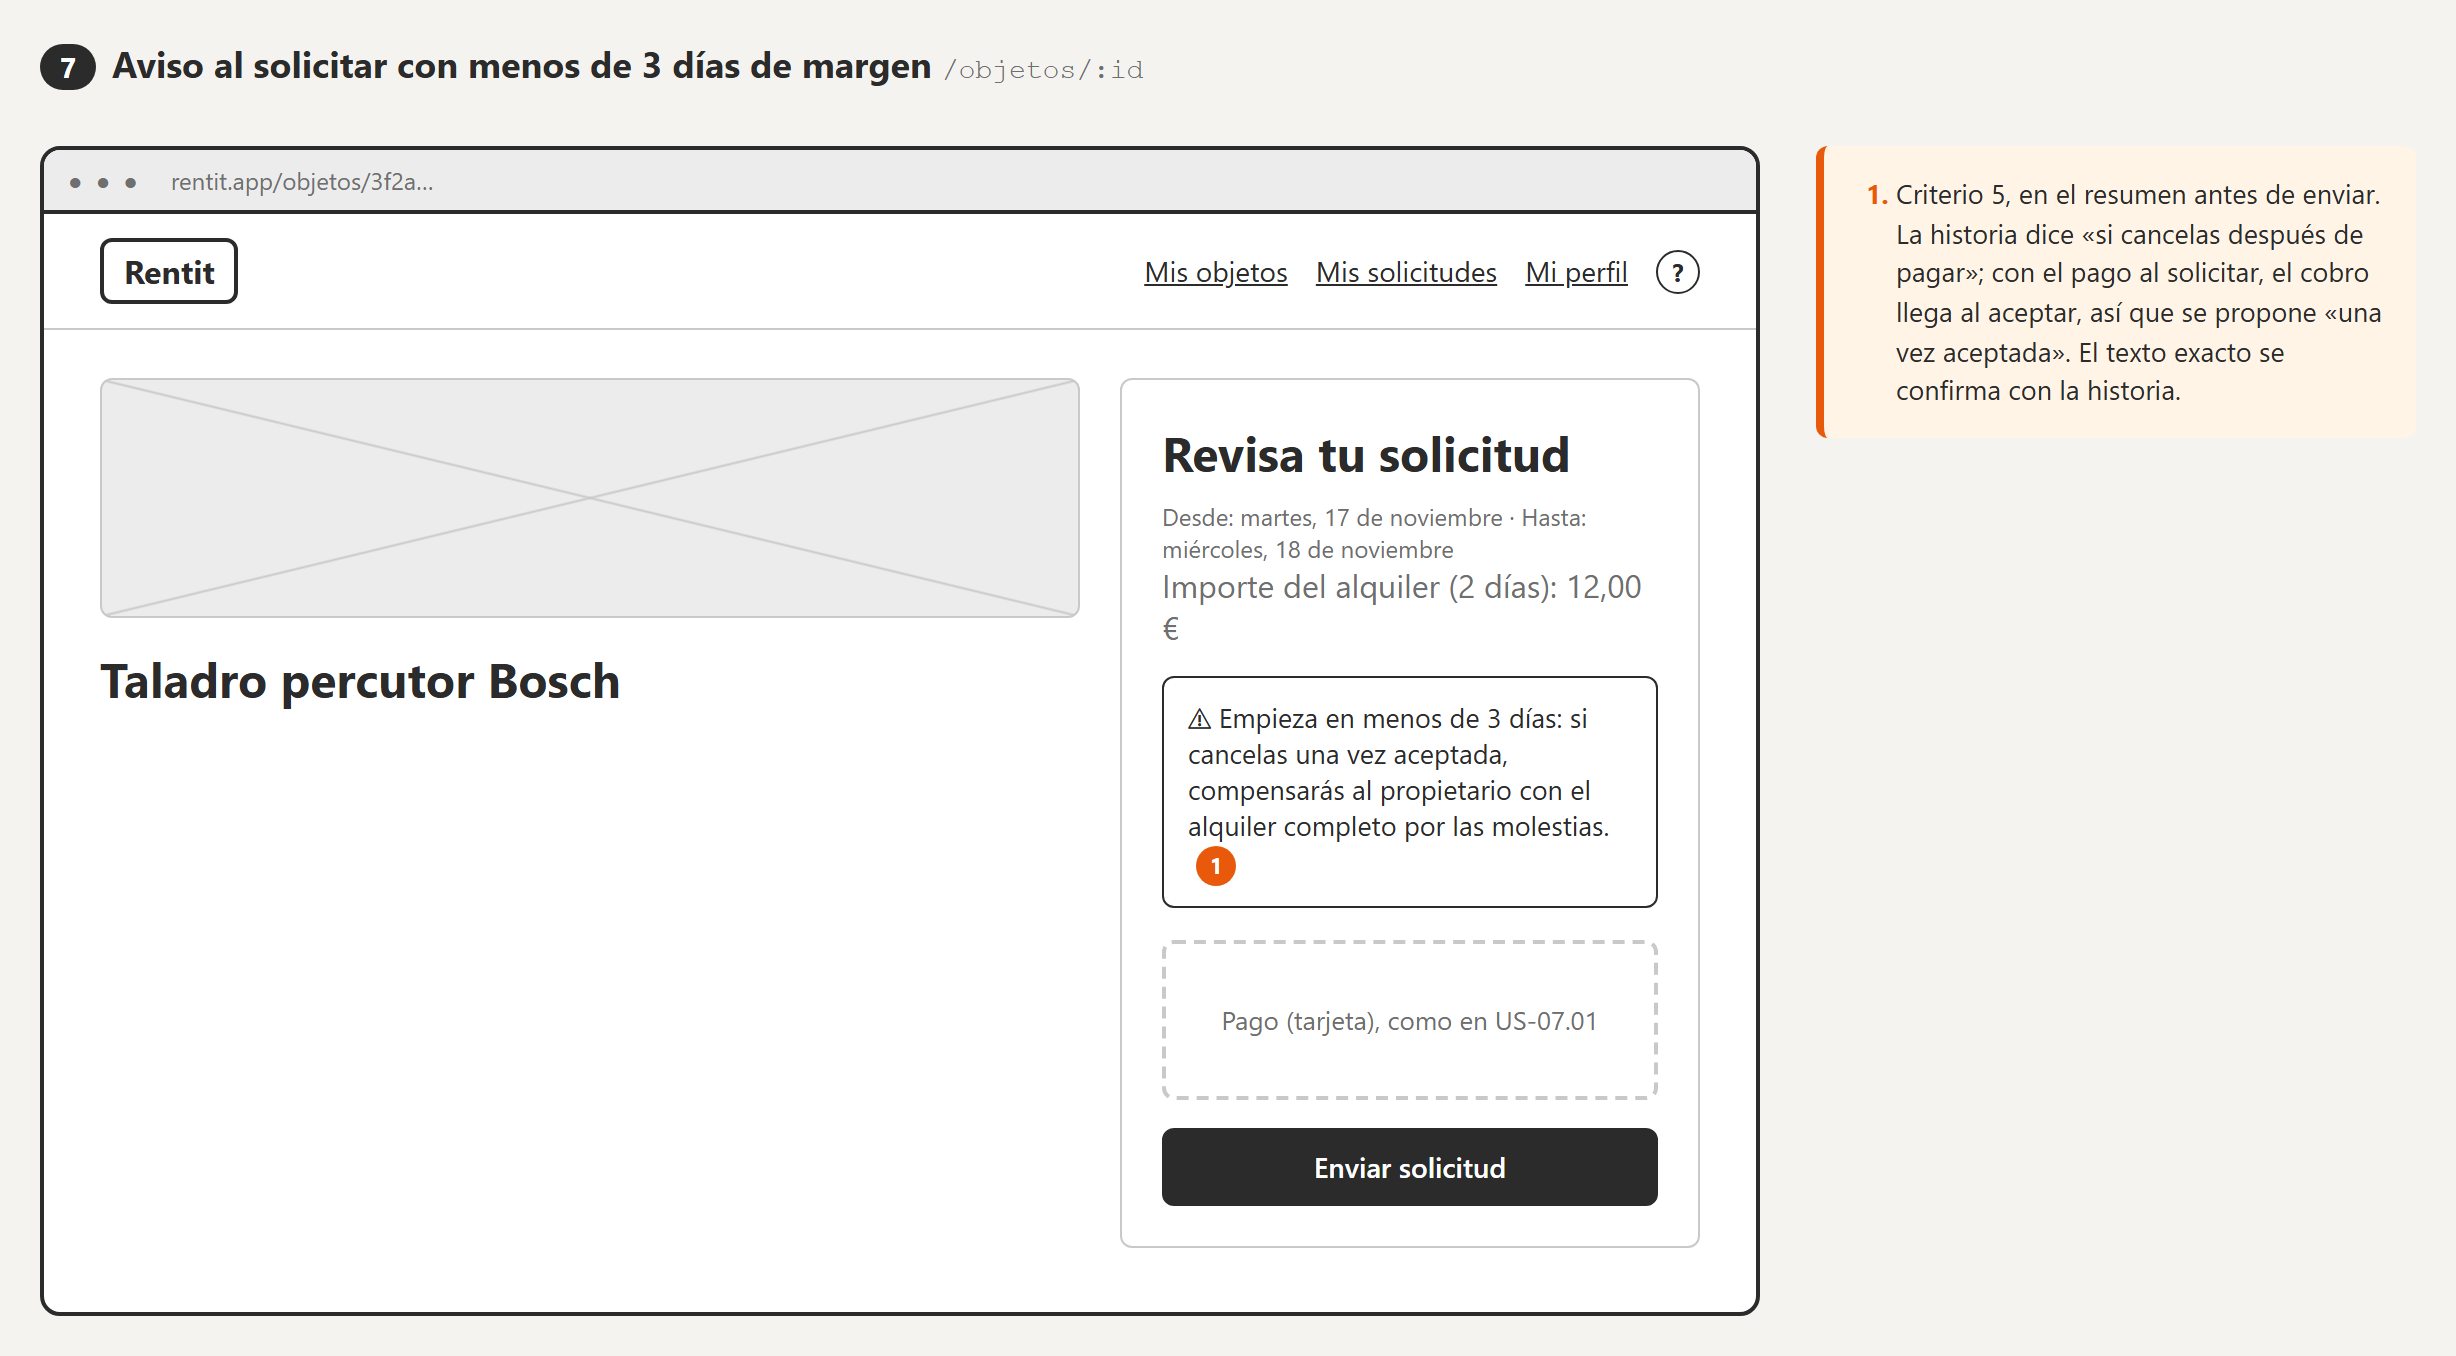 7 Aviso al solicitar con menos de 3 días de margen /objetos/:id
rentit.app/objetos/3f2a...
Rentit
Mis objetos Mis solicitudes Mi perfil ?
Taladro percutor Bosch
Revisa tu solicitud
Desde: martes, 17 de noviembre · Hasta:
miércoles, 18 de noviembre
Importe del alquiler (2 días): 12,00
€
⚠ Empieza en menos de 3 días: si
cancelas una vez aceptada,
compensarás al propietario con el
alquiler completo por las molestias.
1
Pago (tarjeta), como en US-07.01
Enviar solicitud
1. Criterio 5, en el resumen antes de enviar.
La historia dice «si cancelas después de
pagar»; con el pago al solicitar, el cobro
llega al aceptar, así que se propone «una
vez aceptada». El texto exacto se
confirma con la historia.